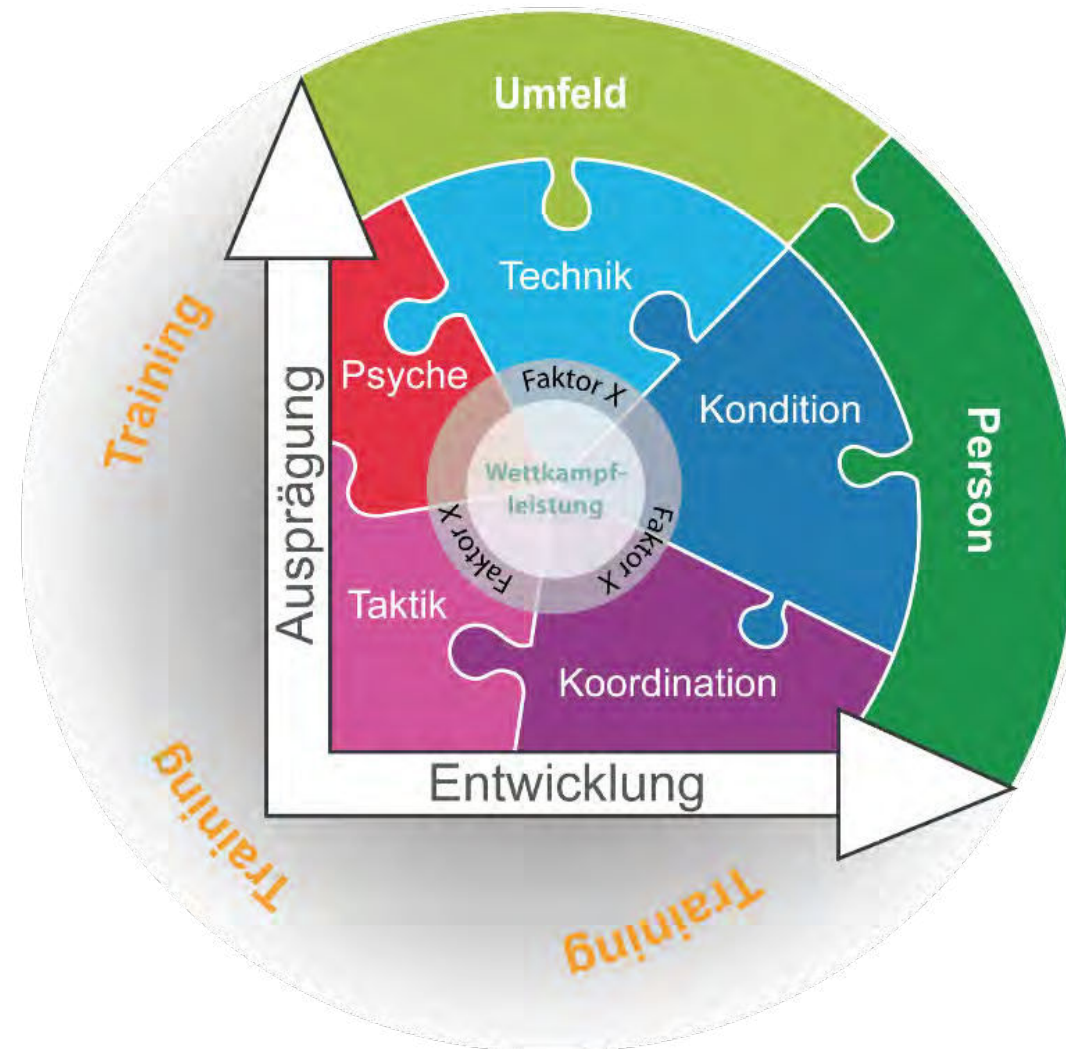 Umfeld
Technik
Training
Psyche
Faktor X
Kondition
Person
Ausprägung
Wettkampf-
leistung
Faktor X
Faktor X
Taktik
Koordination
Training
Entwicklung
Training